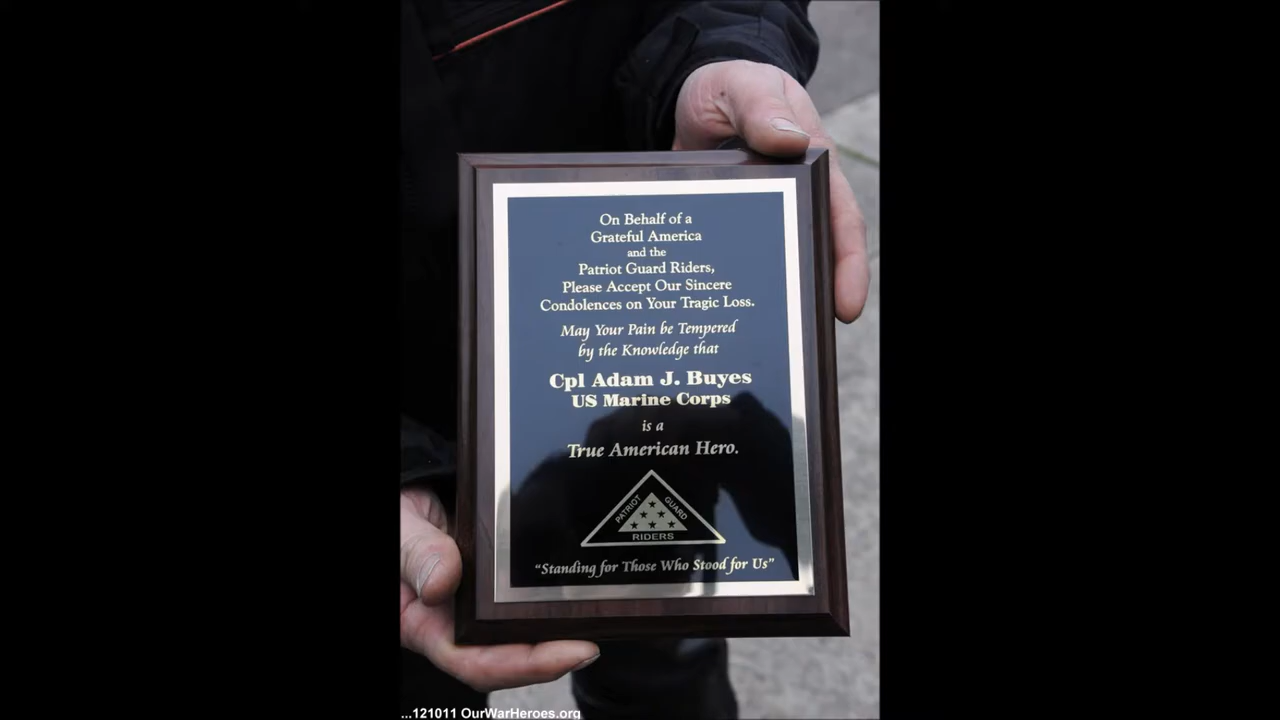 On Behalf of a
Grateful America
and the
Patriot Guard Riders,
Please Accept Our Sincere
Condolences on Your Tragic Loss.
May Your Pain be Tempered
by the Knowledge that
Cpl Adam J. Buyes
US Marine Corps
is a
True American Hero.
PATRIOT GUARD
RIDERS
“Standing for Those Who Stood for Us”
...121011 OurWarHeroes.org